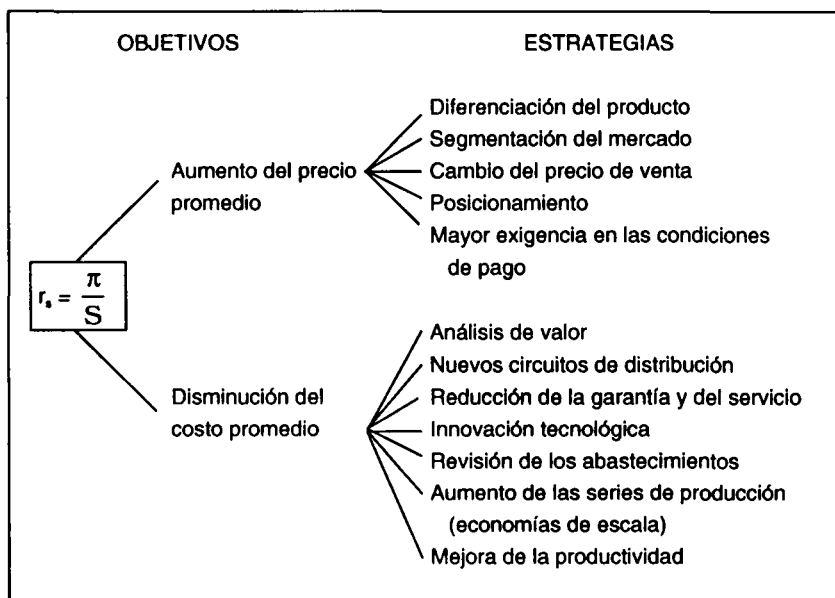 OBJETIVOS
ESTRATEGIAS
Aumento del precio
promedio
Diferenciación del producto
Segmentación del mercado
Cambio del precio de venta
Posicionamiento
Mayor exigencia en las condiciones
de pago
rₛ = π / S
Disminución del
costo promedio
Análisis de valor
Nuevos circuitos de distribución
Reducción de la garantía y del servicio
Innovación tecnológica
Revisión de los abastecimientos
Aumento de las series de producción
(economías de escala)
Mejora de la productividad